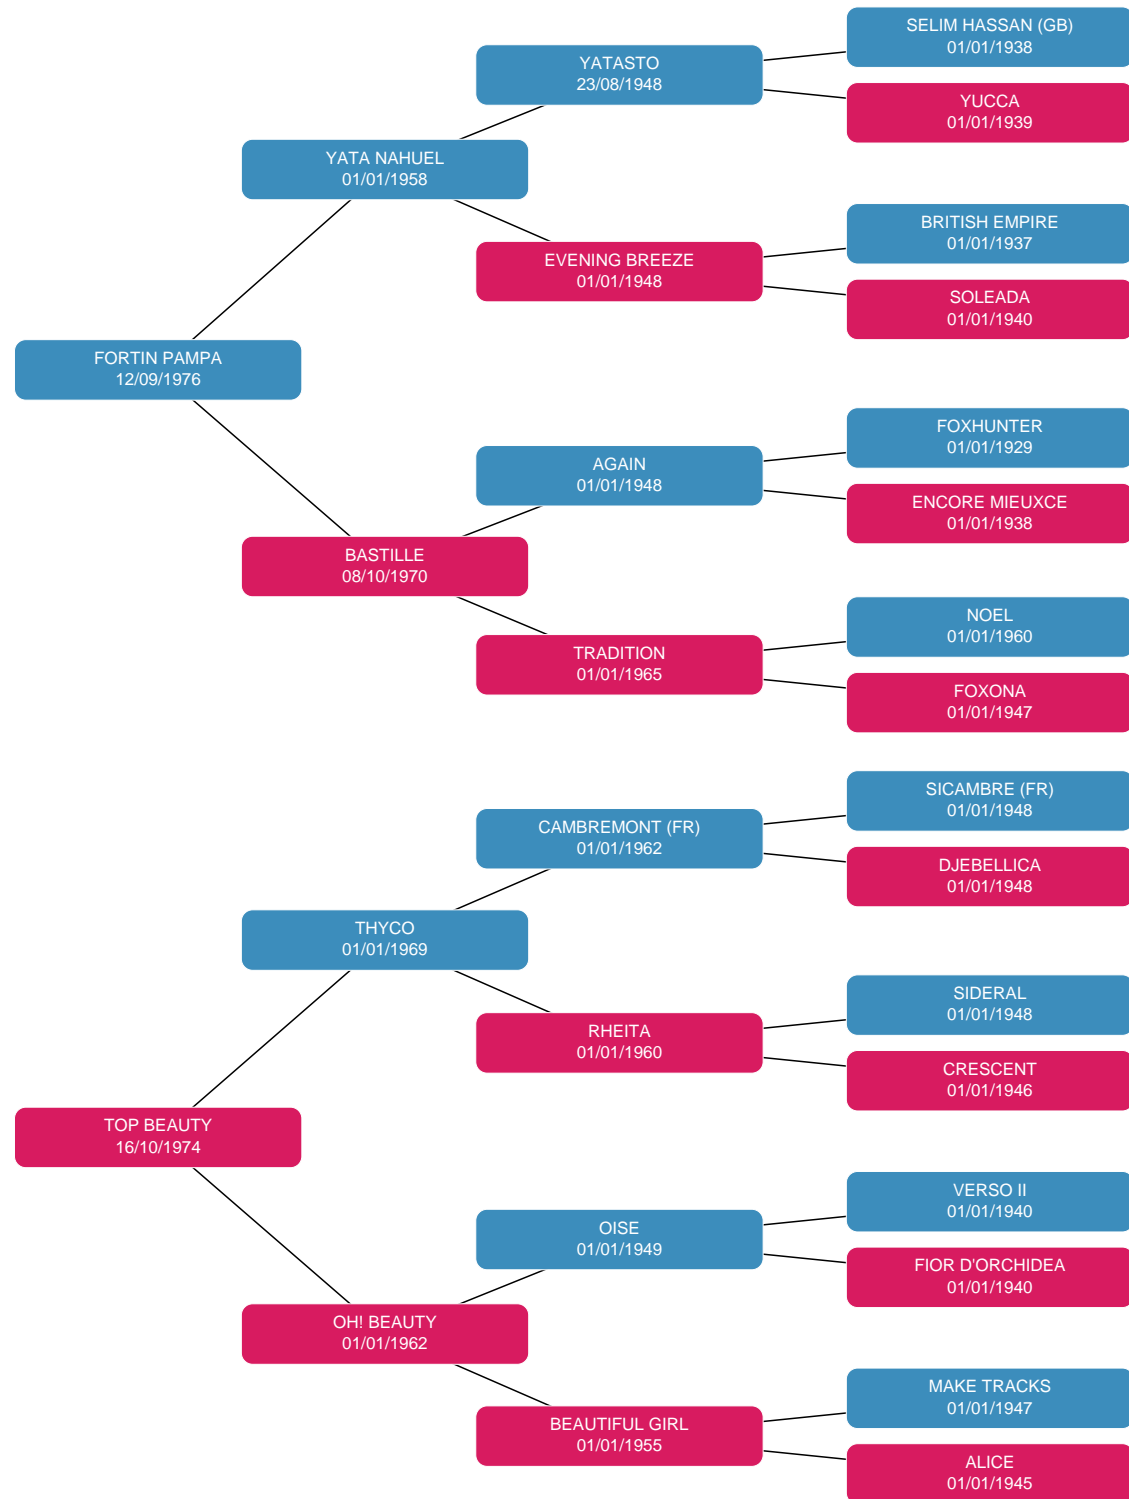 SELIM HASSAN (GB)
01/01/1938
YATASTO
23/08/1948
YUCCA
01/01/1939
YATA NAHUEL
01/01/1958
BRITISH EMPIRE
01/01/1937
EVENING BREEZE
01/01/1948
SOLEADA
01/01/1940
FORTIN PAMPA
12/09/1976
FOXHUNTER
01/01/1929
AGAIN
01/01/1948
ENCORE MIEUXCE
01/01/1938
BASTILLE
08/10/1970
NOEL
01/01/1960
TRADITION
01/01/1965
FOXONA
01/01/1947
SICAMBRE (FR)
01/01/1948
CAMBREMONT (FR)
01/01/1962
DJEBELLICA
01/01/1948
THYCO
01/01/1969
SIDERAL
01/01/1948
RHEITA
01/01/1960
CRESCENT
01/01/1946
TOP BEAUTY
16/10/1974
VERSO II
01/01/1940
OISE
01/01/1949
FIOR D'ORCHIDEA
01/01/1940
OH! BEAUTY
01/01/1962
MAKE TRACKS
01/01/1947
BEAUTIFUL GIRL
01/01/1955
ALICE
01/01/1945